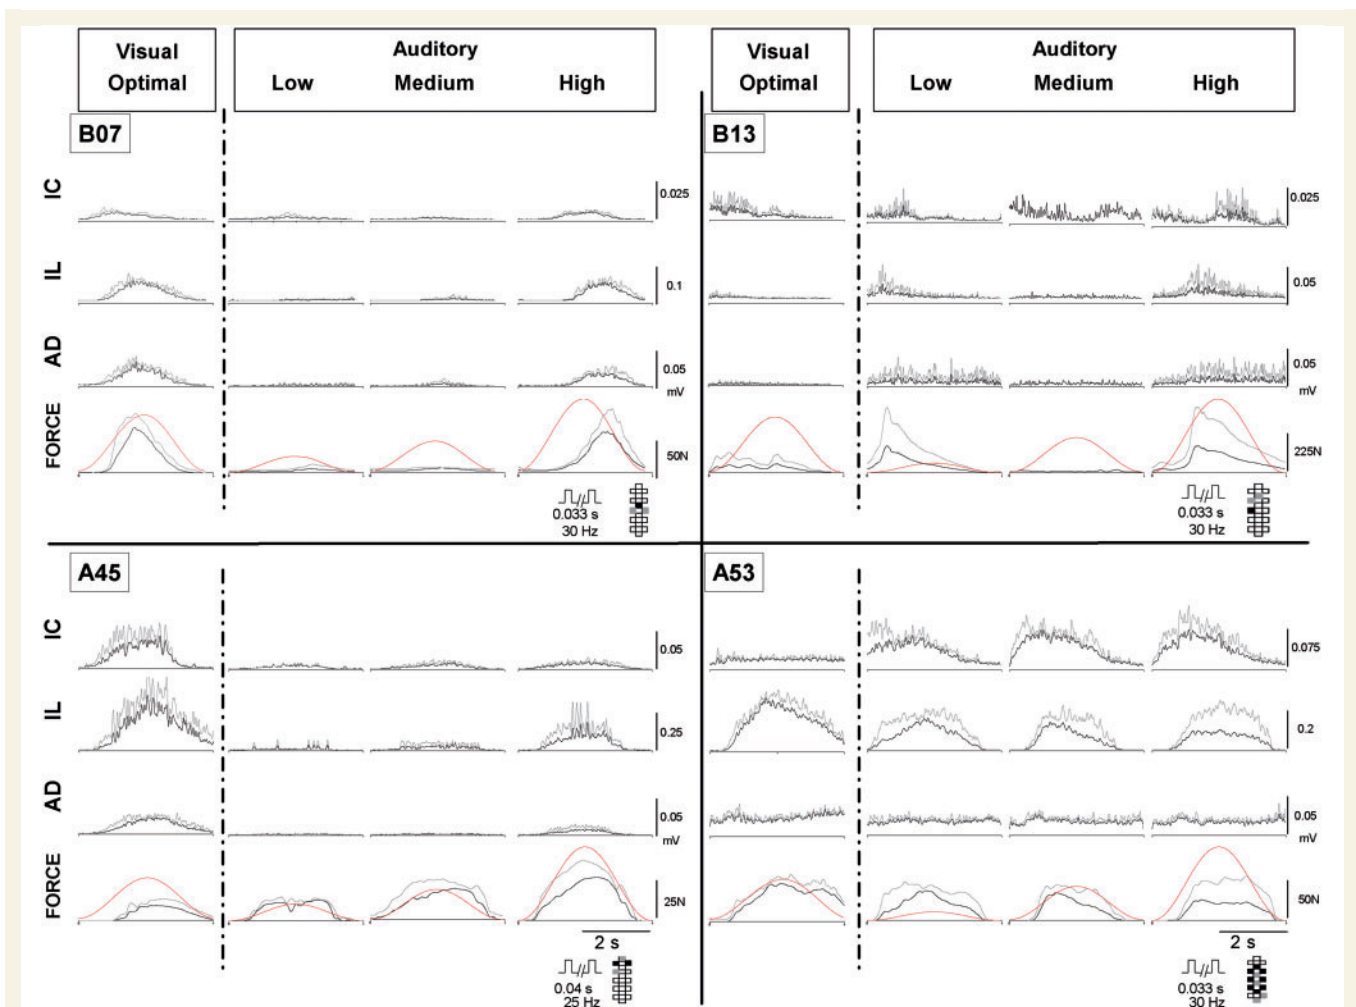 Visual
Optimal
Auditory
Low Medium High
Visual
Optimal
Auditory
Low Medium High
B07
IC
0.025
IL
0.1
AD
0.05
mV
FORCE
50N
0.033 s
30 Hz
B13
0.025
0.05
0.05
mV
225N
0.033 s
30 Hz
A45
IC
0.05
IL
0.25
AD
0.05
mV
FORCE
25N
2 s
0.04 s
25 Hz
A53
0.075
0.2
0.05
mV
50N
2 s
0.033 s
30 Hz